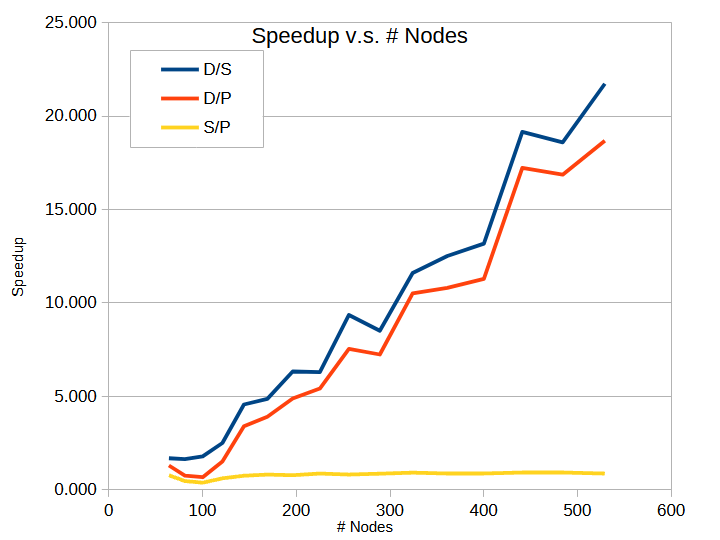 Speedup v.s. # Nodes
D/S
D/P
S/P
25.000
20.000
15.000
10.000
5.000
0.000
Speedup
0 100 200 300 400 500 600
# Nodes